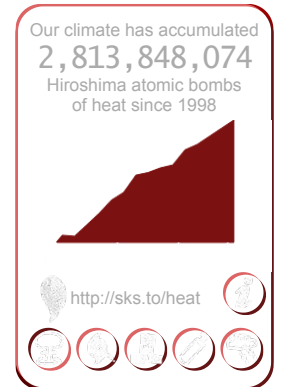 Our climate has accumulated
2,813,848,074
Hiroshima atomic bombs
of heat since 1998
http://sks.to/heat